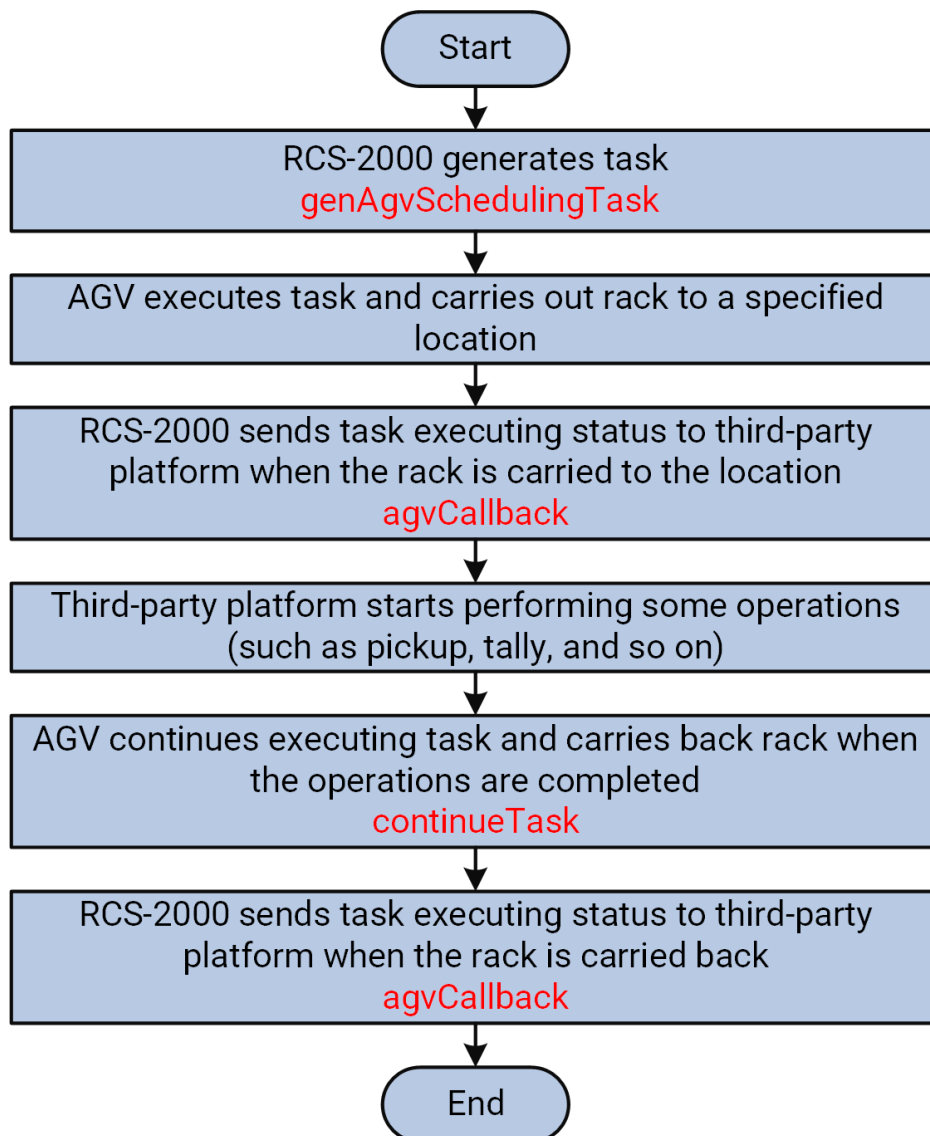 Start
RCS-2000 generates task
genAgvSchedulingTask
AGV executes task and carries out rack to a specified
location
RCS-2000 sends task executing status to third-party
platform when the rack is carried to the location
agvCallback
Third-party platform starts performing some operations
(such as pickup, tally, and so on)
AGV continues executing task and carries back rack when
the operations are completed
continueTask
RCS-2000 sends task executing status to third-party
platform when the rack is carried back
agvCallback
End